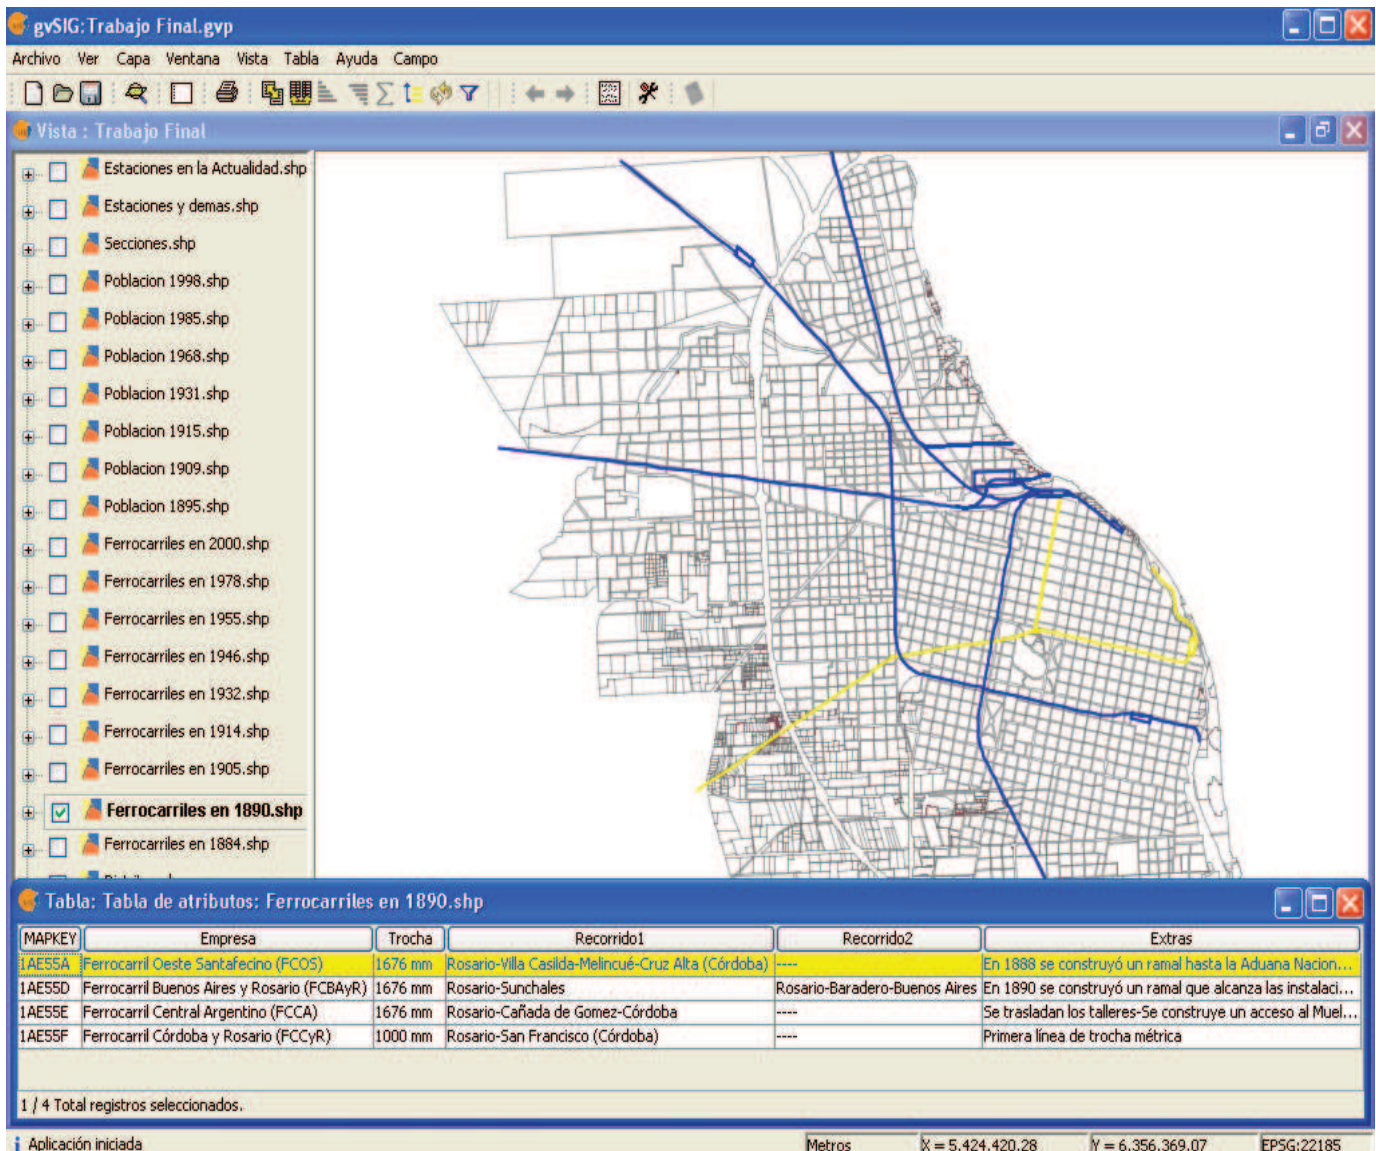 gvSIG:Trabajo Final.gvp
Archivo Ver Capa Ventana Vista Tabla Ayuda Campo
Vista : Trabajo Final
Estaciones en la Actualidad.shp
Estaciones y demas.shp
Secciones.shp
Poblacion 1998.shp
Poblacion 1985.shp
Poblacion 1968.shp
Poblacion 1931.shp
Poblacion 1915.shp
Poblacion 1909.shp
Poblacion 1895.shp
Ferrocarriles en 2000.shp
Ferrocarriles en 1978.shp
Ferrocarriles en 1955.shp
Ferrocarriles en 1946.shp
Ferrocarriles en 1932.shp
Ferrocarriles en 1914.shp
Ferrocarriles en 1905.shp
Ferrocarriles en 1890.shp
Ferrocarriles en 1884.shp
Tabla: Tabla de atributos: Ferrocarriles en 1890.shp
MAPKEY Empresa Trocha Recorrido1 Recorrido2 Extras
1AE55A Ferrocarril Oeste Santafecino (FCOS) 1676 mm Rosario-Villa Casilda-Melincué-Cruz Alta (Córdoba) ---- En 1888 se construyó un ramal hasta la Aduana Nacion...
1AE55D Ferrocarril Buenos Aires y Rosario (FCBAyR) 1676 mm Rosario-Sunchales Rosario-Baradero-Buenos Aires En 1890 se construyó un ramal que alcanza las instalaci...
1AE55E Ferrocarril Central Argentino (FCCA) 1676 mm Rosario-Cañada de Gomez-Córdoba ---- Se trasladan los talleres-Se construye un acceso al Muel...
1AE55F Ferrocarril Córdoba y Rosario (FCCyR) 1000 mm Rosario-San Francisco (Córdoba) ---- Primera línea de trocha métrica
1 / 4 Total registros seleccionados.
Aplicación iniciada Metros X = 5.424.420,28 Y = 6.356.369,07 EPSG:22185